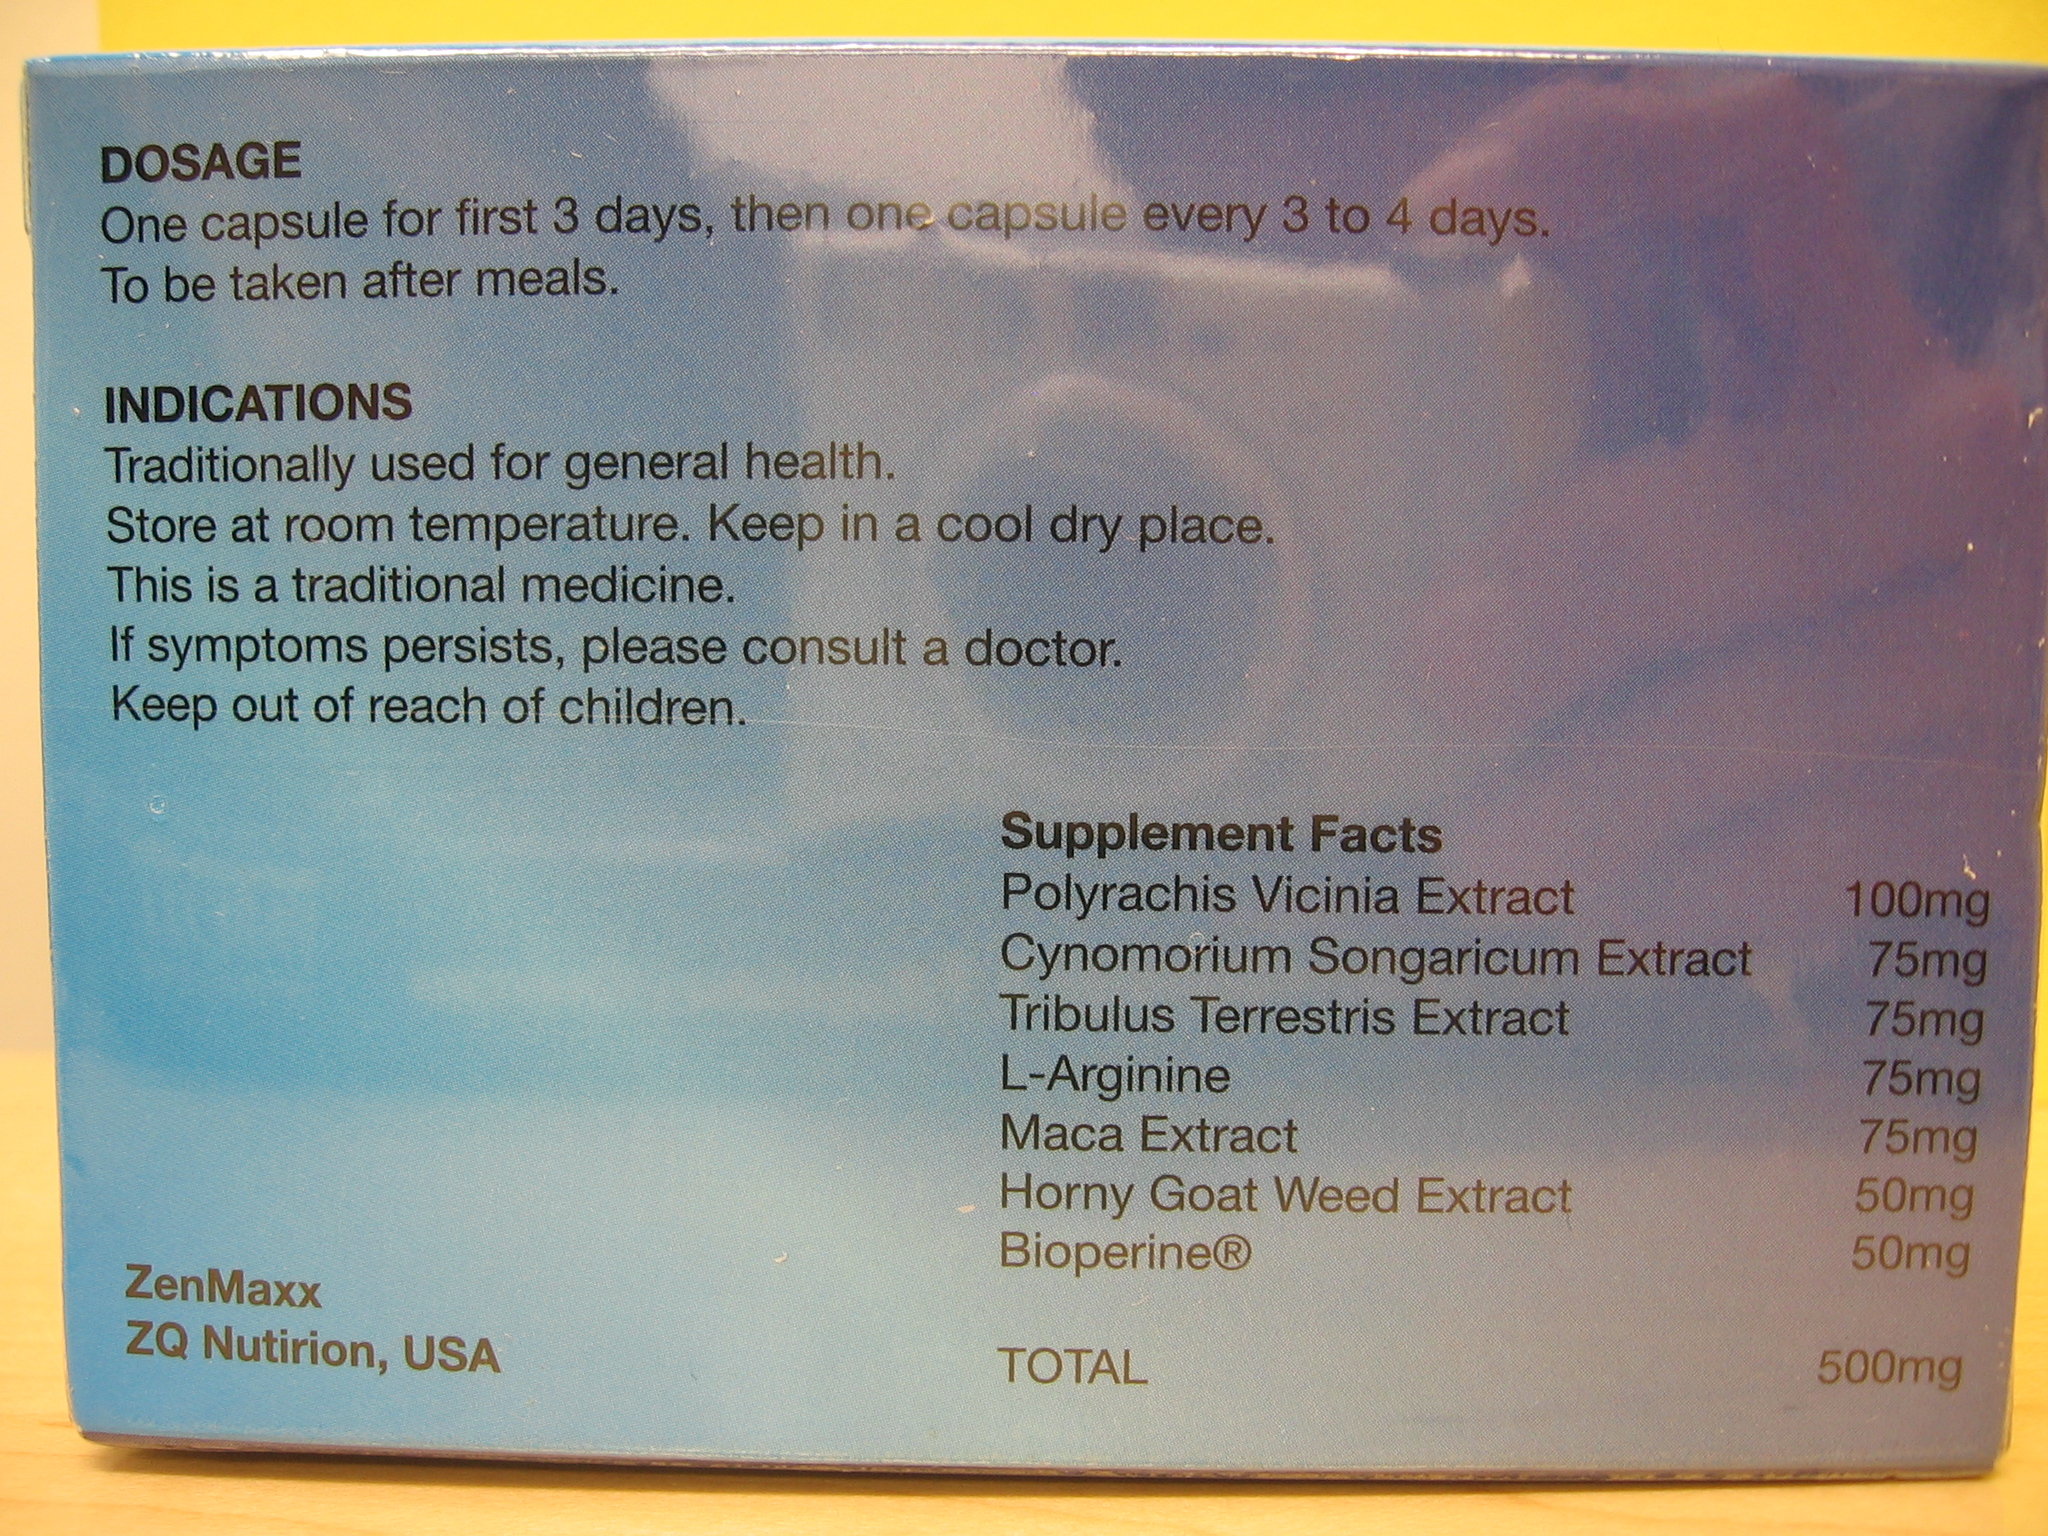 DOSAGE
One capsule for first 3 days, then one capsule every 3 to 4 days.
To be taken after meals.
INDICATIONS
Traditionally used for general health.
Store at room temperature. Keep in a cool dry place.
This is a traditional medicine.
If symptoms persists, please consult a doctor.
Keep out of reach of children.
Supplement Facts
Polyrachis Vicinia Extract 100mg
Cynomorium Songaricum Extract 75mg
Tribulus Terrestris Extract 75mg
L-Arginine 75mg
Maca Extract 75mg
Horny Goat Weed Extract 50mg
Bioperine® 50mg
TOTAL 500mg
ZenMaxx
ZQ Nutirion, USA